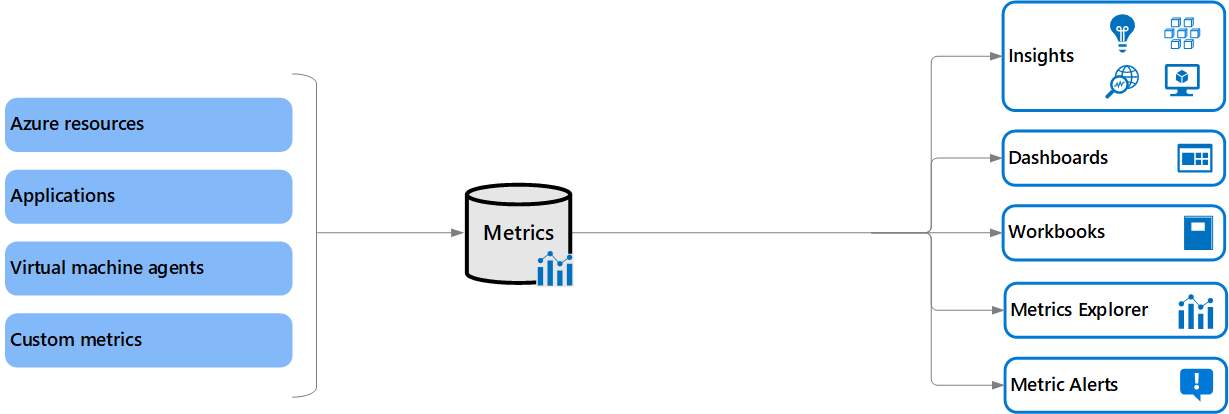 Azure resources
Applications
Virtual machine agents
Custom metrics
Metrics
Insights
Dashboards
Workbooks
Metrics Explorer
Metric Alerts